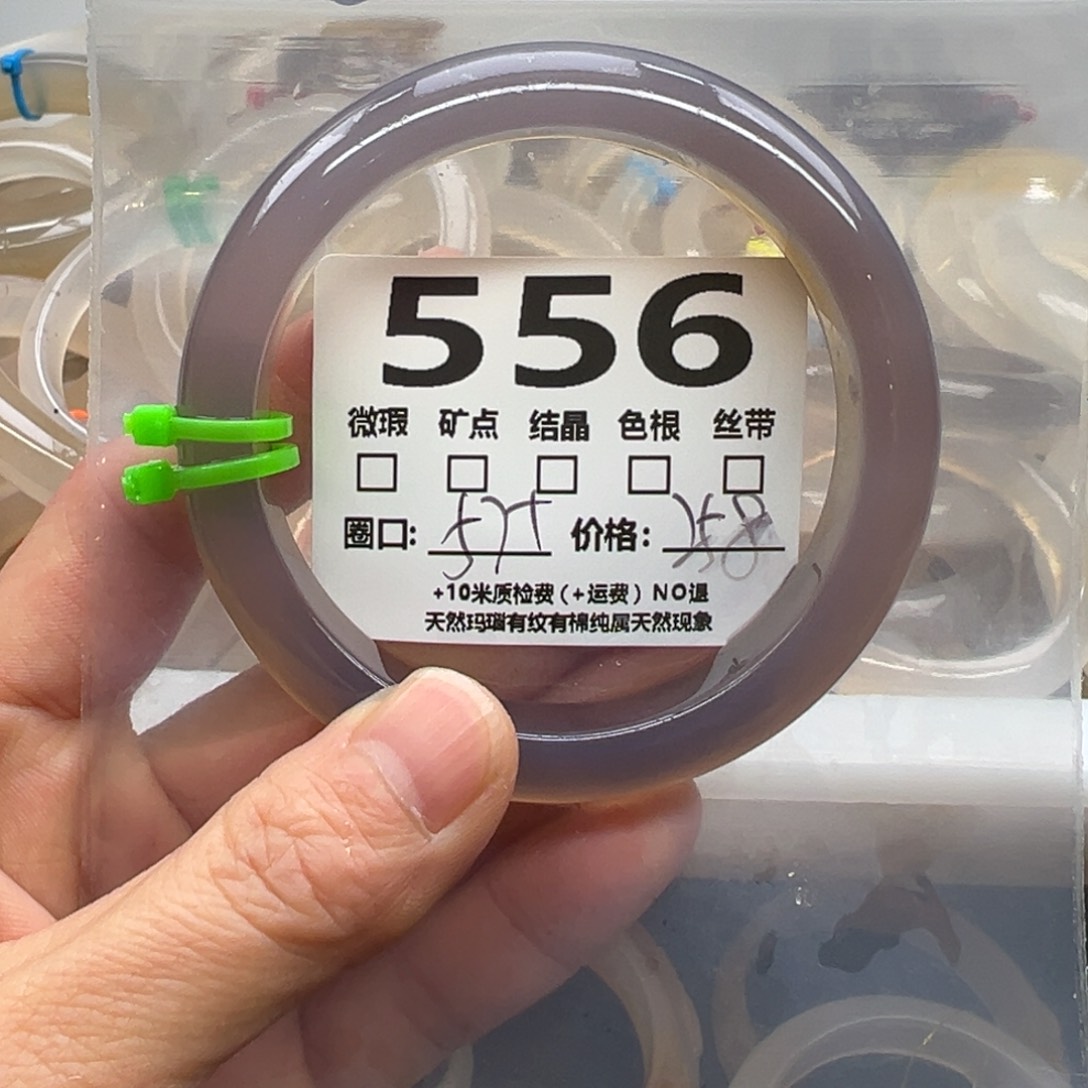 556
微瑕 矿点 结晶 色根 丝带
圈口: 价格:
+10米质检费（+运费）NO退
天然玛瑙有纹有棉纯属天然现象